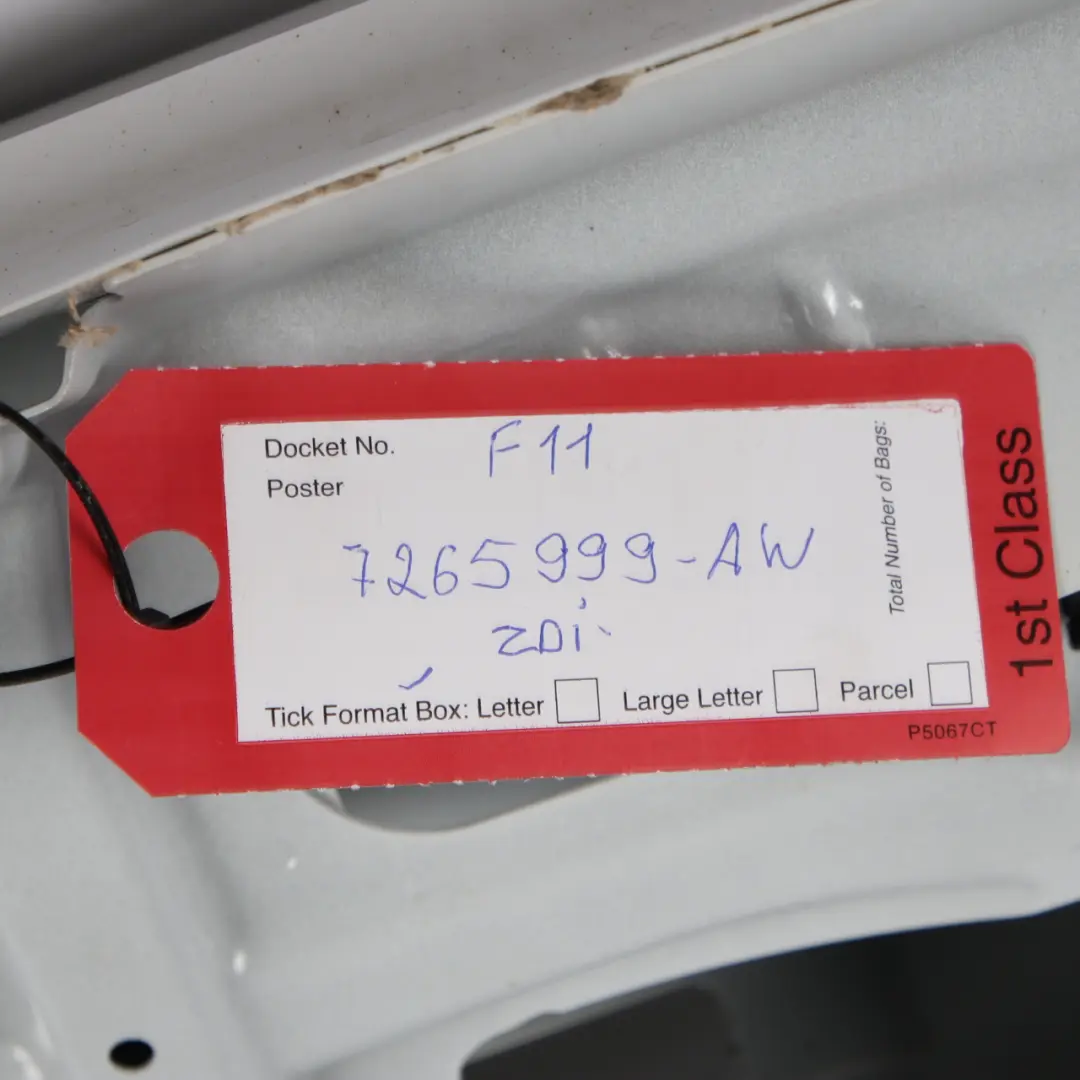 Docket No. F11
Poster
7265999-AW
ZDi
Tick Format Box: Letter Large Letter Parcel
P5067CT
Total Number of Bags:
1st Class